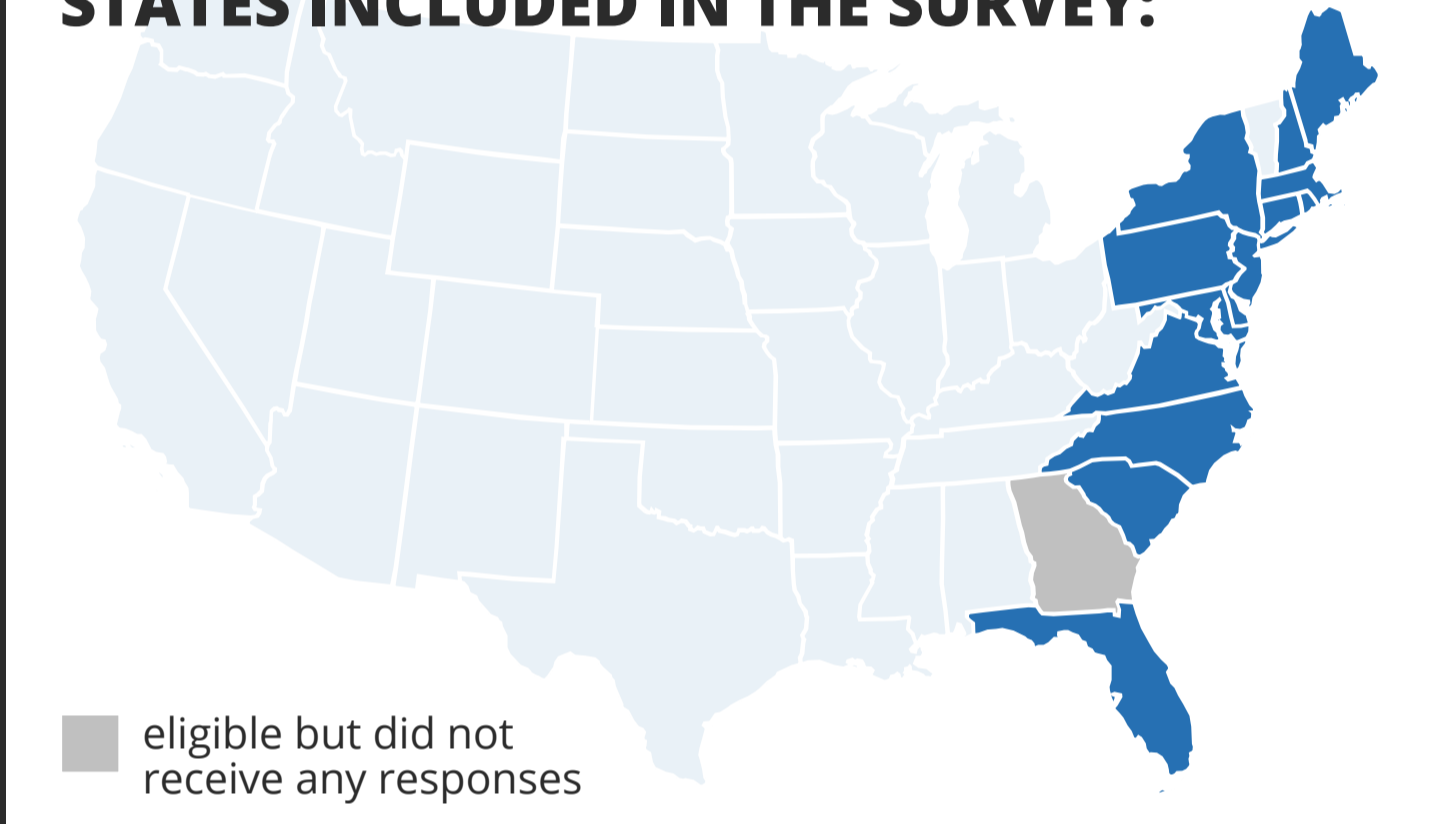 STATES INCLUDED IN THE SURVEY:
eligible but did not
receive any responses